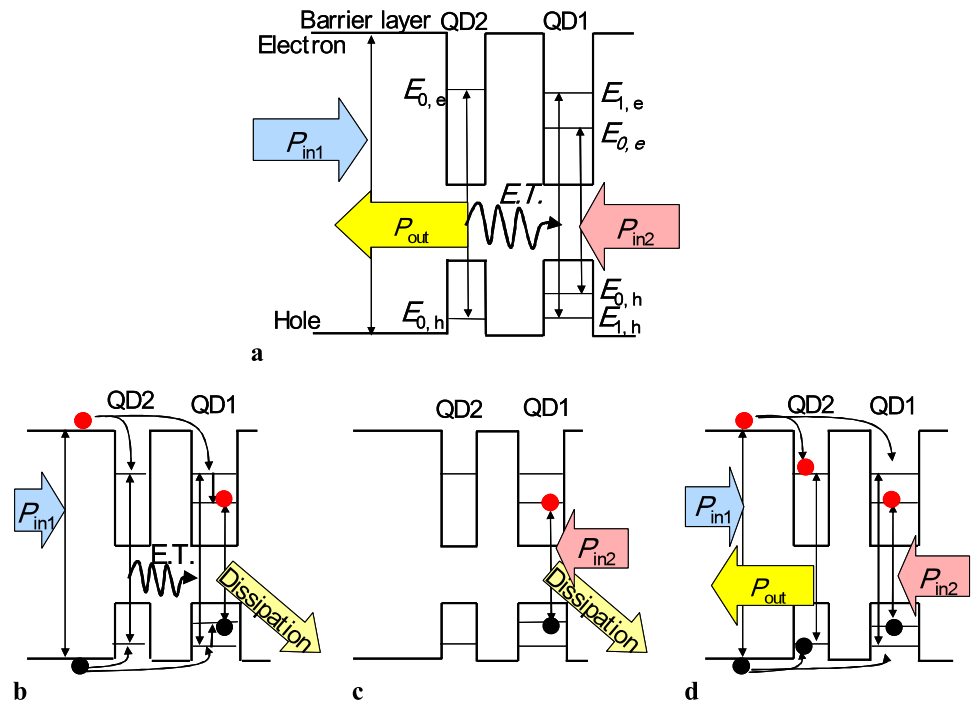 Barrier layer QD2 QD1
Electron
E0, e E1, e
E0, e
Pin1
E.T.
Pout Pin2
E0, h
Hole E0, h E1, h
a
QD2 QD1
Pin1
E.T.
Dissipation
b
QD2 QD1
Pin2
Dissipation
c
QD2 QD1
Pin1
Pout Pin2
d